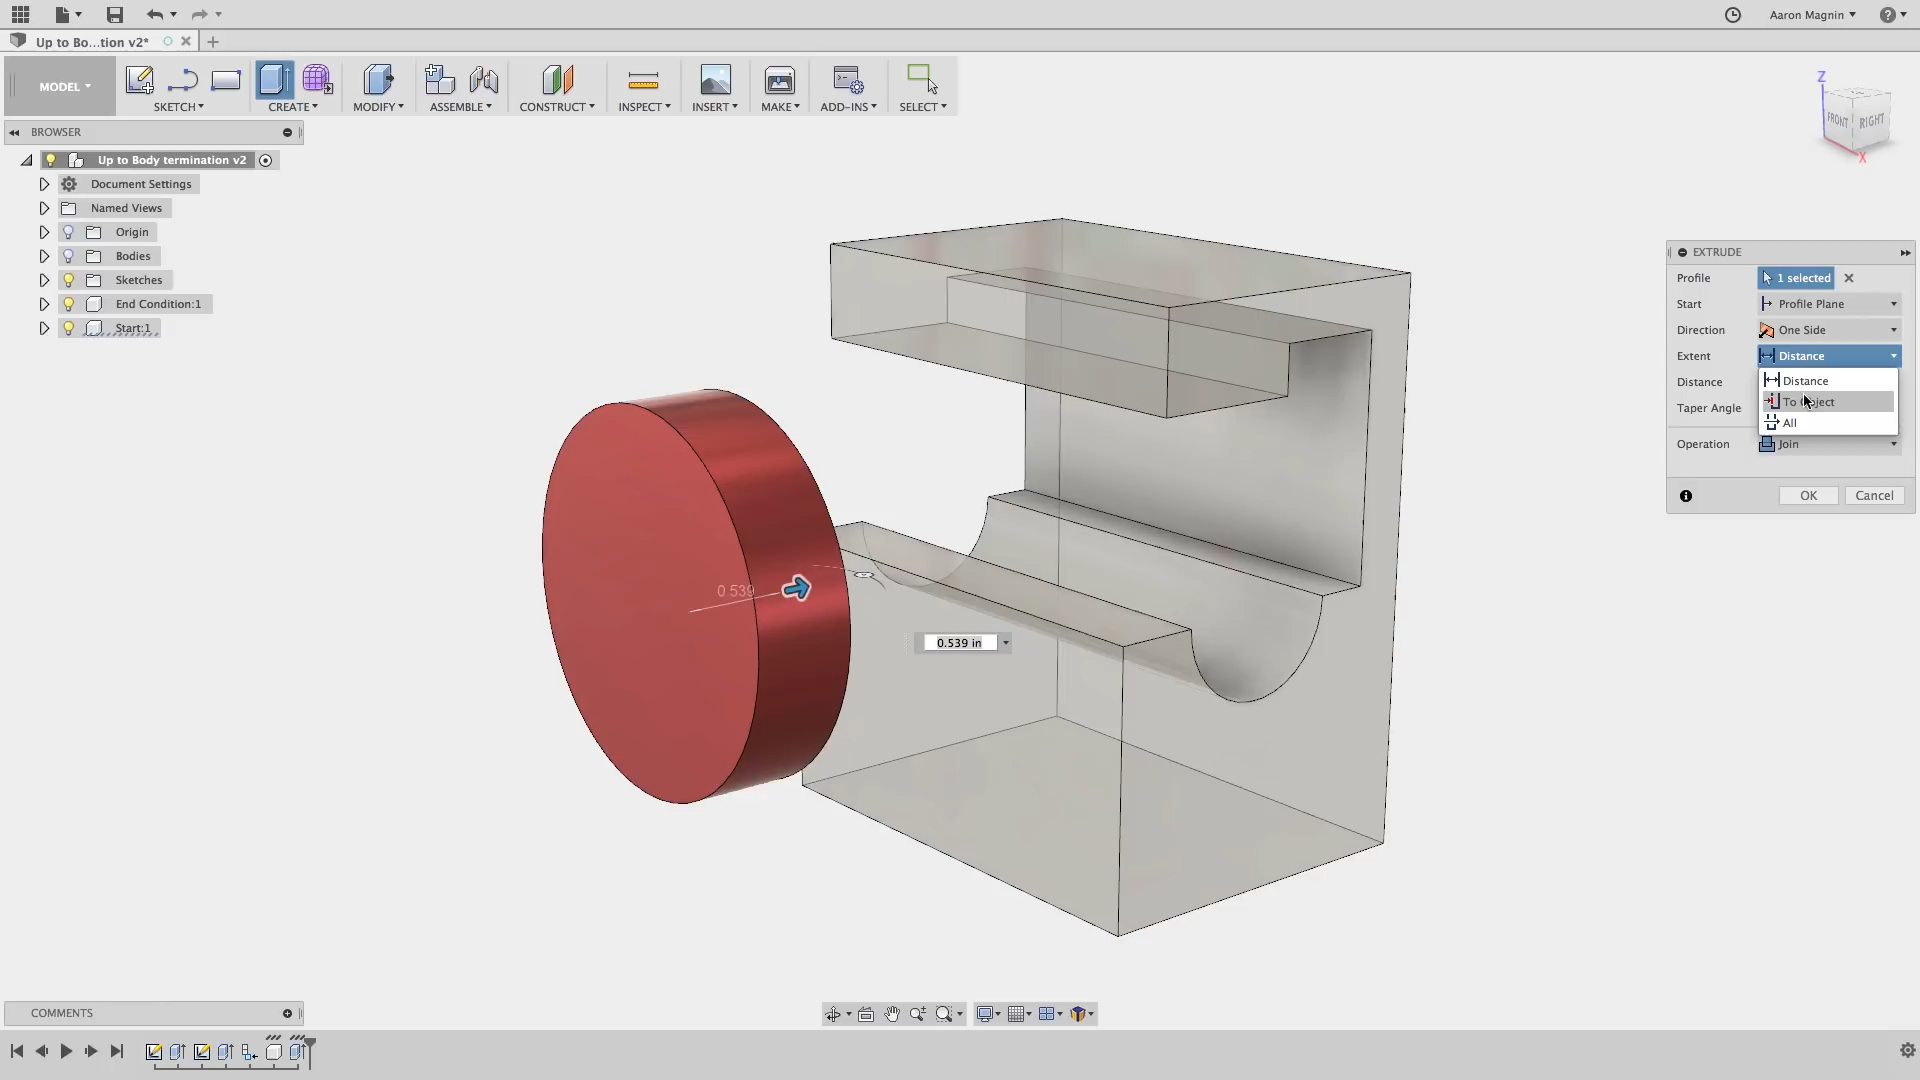 Aaron Magnin
Up to Bo...tion v2*
MODEL
SKETCH
CREATE
MODIFY
ASSEMBLE
CONSTRUCT
INSPECT
INSERT
MAKE
ADD-INS
SELECT
Z
FRONT
RIGHT
X
BROWSER
Up to Body termination v2
Document Settings
Named Views
Origin
Bodies
Sketches
End Condition:1
Start:1
EXTRUDE
Profile 1 selected
Start Profile Plane
Direction One Side
Extent Distance
Distance Distance
To Object
Taper Angle All
Operation Join
OK Cancel
0.539
0.539 in
COMMENTS